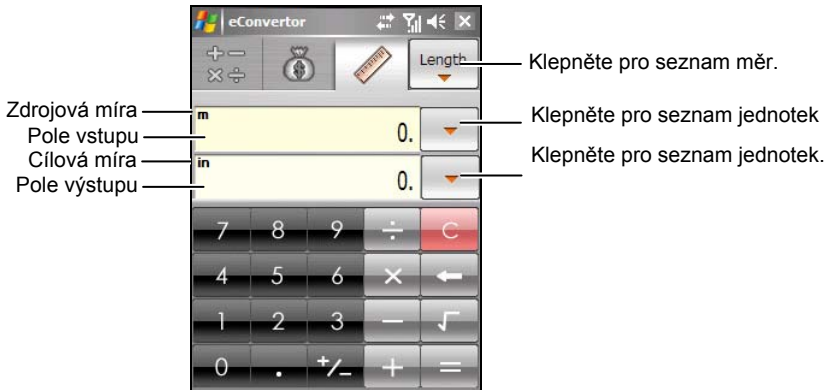 eConvertor
Length
Klepněte pro seznam měr.
Zdrojová míra
m
Klepněte pro seznam jednotek
Pole vstupu
0.
Cílová míra
in
Klepněte pro seznam jednotek.
Pole výstupu
0.
7 8 9 ÷ C
4 5 6 × ←
1 2 3 − √
0 . +/− + =